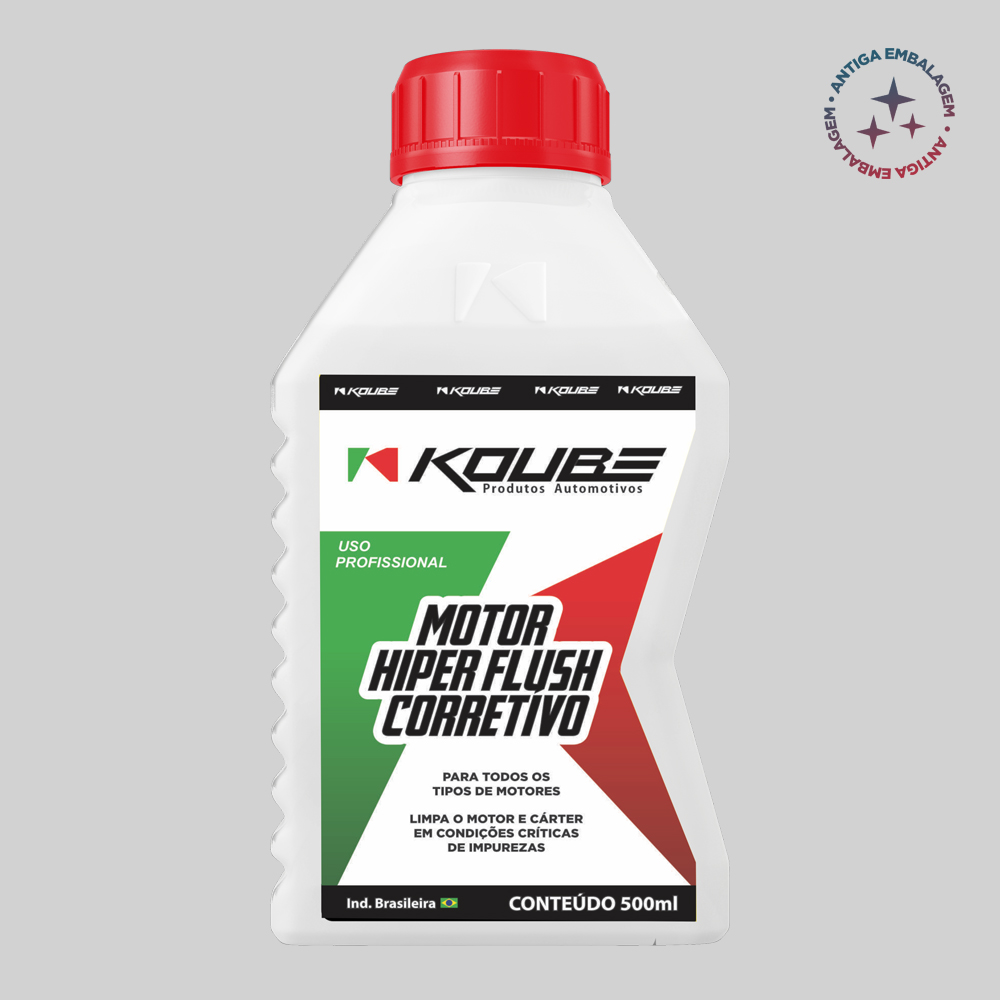 • ANTIGA EMBALAGEM • ANTIGA EMBALAGEM
KOUBE KOUBE KOUBE KOUBE
KOUBE
Produtos Automotivos
USO
PROFISSIONAL
MOTOR
HIPER FLUSH
CORRETIVO
PARA TODOS OS
TIPOS DE MOTORES
LIMPA O MOTOR E CÁRTER
EM CONDIÇÕES CRÍTICAS
DE IMPUREZAS
Ind. Brasileira CONTEÚDO 500ml